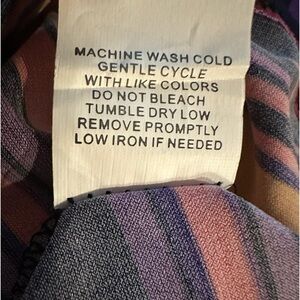 MACHINE WASH COLD
GENTLE CYCLE
WITH LIKE COLORS
DO NOT BLEACH
TUMBLE DRY LOW
REMOVE PROMPTLY
LOW IRON IF NEEDED